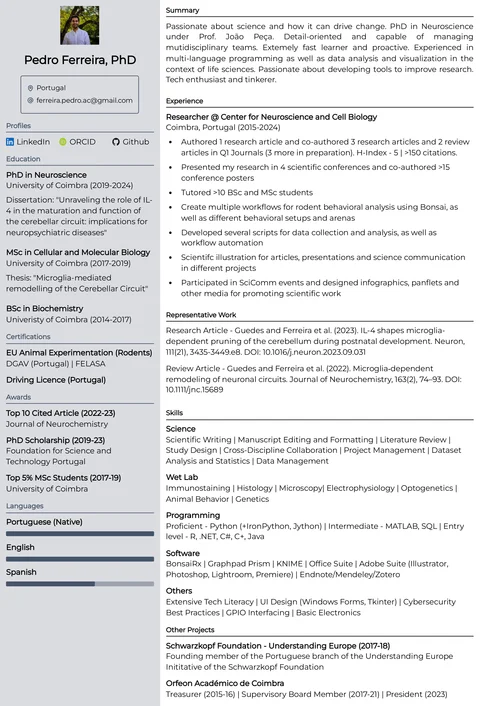 Pedro Ferreira, PhD
Portugal
ferreira.pedro.ac@gmail.com
Profiles
LinkedIn
ORCID
Github
Education
PhD in Neuroscience
University of Coimbra (2019-2024)
Dissertation: "Unraveling the role of IL-
4 in the maturation and function of
the cerebellar circuit: implications for
neuropsychiatric diseases"
MSc in Cellular and Molecular Biology
University of Coimbra (2017-2019)
Thesis: "Microglia-mediated
remodelling of the Cerebellar Circuit"
BSc in Biochemistry
Univeristy of Coimbra (2014-2017)
Certifications
EU Animal Experimentation (Rodents)
DGAV (Portugal) | FELASA
Driving Licence (Portugal)
Awards
Top 10 Cited Article (2022-23)
Journal of Neurochemistry
PhD Scholarship (2019-23)
Foundation for Science and
Technology Portugal
Top 5% MSc Students (2017-19)
University of Coimbra
Languages
Portuguese (Native)
English
Spanish
Summary
Passionate about science and how it can drive change. PhD in Neuroscience
under Prof. João Peça. Detail-oriented and capable of managing
mutidisciplinary teams. Extemely fast learner and proactive. Experienced in
multi-language programming as well as data analysis and visualization in the
context of life sciences. Passionate about developing tools to improve research.
Tech enthusiast and tinkerer.
Experience
Researcher @ Center for Neuroscience and Cell Biology
Coimbra, Portugal (2015-2024)
• Authored 1 research article and co-authored 3 research articles and 2 review
articles in Q1 Journals (3 more in preparation). H-Index - 5 | >150 citations.
• Presented my research in 4 scientific conferences and co-authored >15
conference posters
• Tutored >10 BSc and MSc students
• Create multiple workflows for rodent behavioral analysis using Bonsai, as
well as different behavioral setups and arenas
• Developed several scripts for data collection and analysis, as well as
workflow automation
• Scientifc illustration for articles, presentations and science communication
in different projects
• Participated in SciComm events and designed infographics, panflets and
other media for promoting scientific work
Representative Work
Research Article - Guedes and Ferreira et al. (2023). IL-4 shapes microglia-
dependent pruning of the cerebellum during postnatal development. Neuron,
111(21), 3435-3449.e8. DOI: 10.1016/j.neuron.2023.09.031
Review Article - Guedes and Ferreira et al. (2022). Microglia-dependent
remodeling of neuronal circuits. Journal of Neurochemistry, 163(2), 74–93. DOI:
10.1111/jnc.15689
Skills
Science
Scientific Writing | Manuscript Editing and Formatting | Literature Review |
Study Design | Cross-Discipline Collaboration | Project Management | Dataset
Analysis and Statistics | Data Management
Wet Lab
Immunostaining | Histology | Microscopy| Electrophysiology | Optogenetics |
Animal Behavior | Genetics
Programming
Proficient - Python (+IronPython, Jython) | Intermediate - MATLAB, SQL | Entry
level - R, .NET, C#, C+, Java
Software
BonsaiRx | Graphpad Prism | KNIME | Office Suite | Adobe Suite (Illustrator,
Photoshop, Lightroom, Premiere) | Endnote/Mendeley/Zotero
Others
Extensive Tech Literacy | UI Design (Windows Forms, Tkinter) | Cybersecurity
Best Practices | GPIO Interfacing | Basic Electronics
Other Projects
Schwarzkopf Foundation - Understanding Europe (2017-18)
Founding member of the Portuguese branch of the Understanding Europe
Inititative of the Schwarzkopf Foundation
Orfeon Académico de Coimbra
Treasurer (2015-16) | Supervisory Board Member (2017-21) | President (2023)